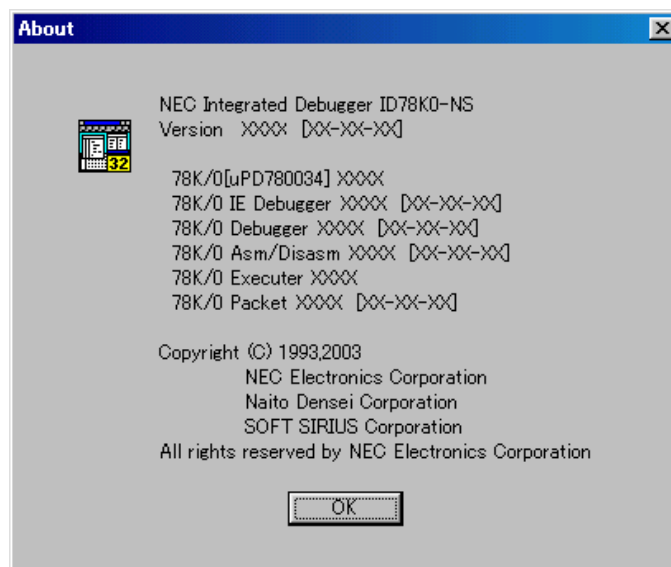 About
NEC Integrated Debugger ID78K0-NS
Version XXXX [XX-XX-XX]
32
78K/0[uPD780034] XXXX
78K/0 IE Debugger XXXX [XX-XX-XX]
78K/0 Debugger XXXX [XX-XX-XX]
78K/0 Asm/Disasm XXXX [XX-XX-XX]
78K/0 Executer XXXX
78K/0 Packet XXXX [XX-XX-XX]
Copyright (C) 1993,2003
NEC Electronics Corporation
Naito Densei Corporation
SOFT SIRIUS Corporation
All rights reserved by NEC Electronics Corporation
OK